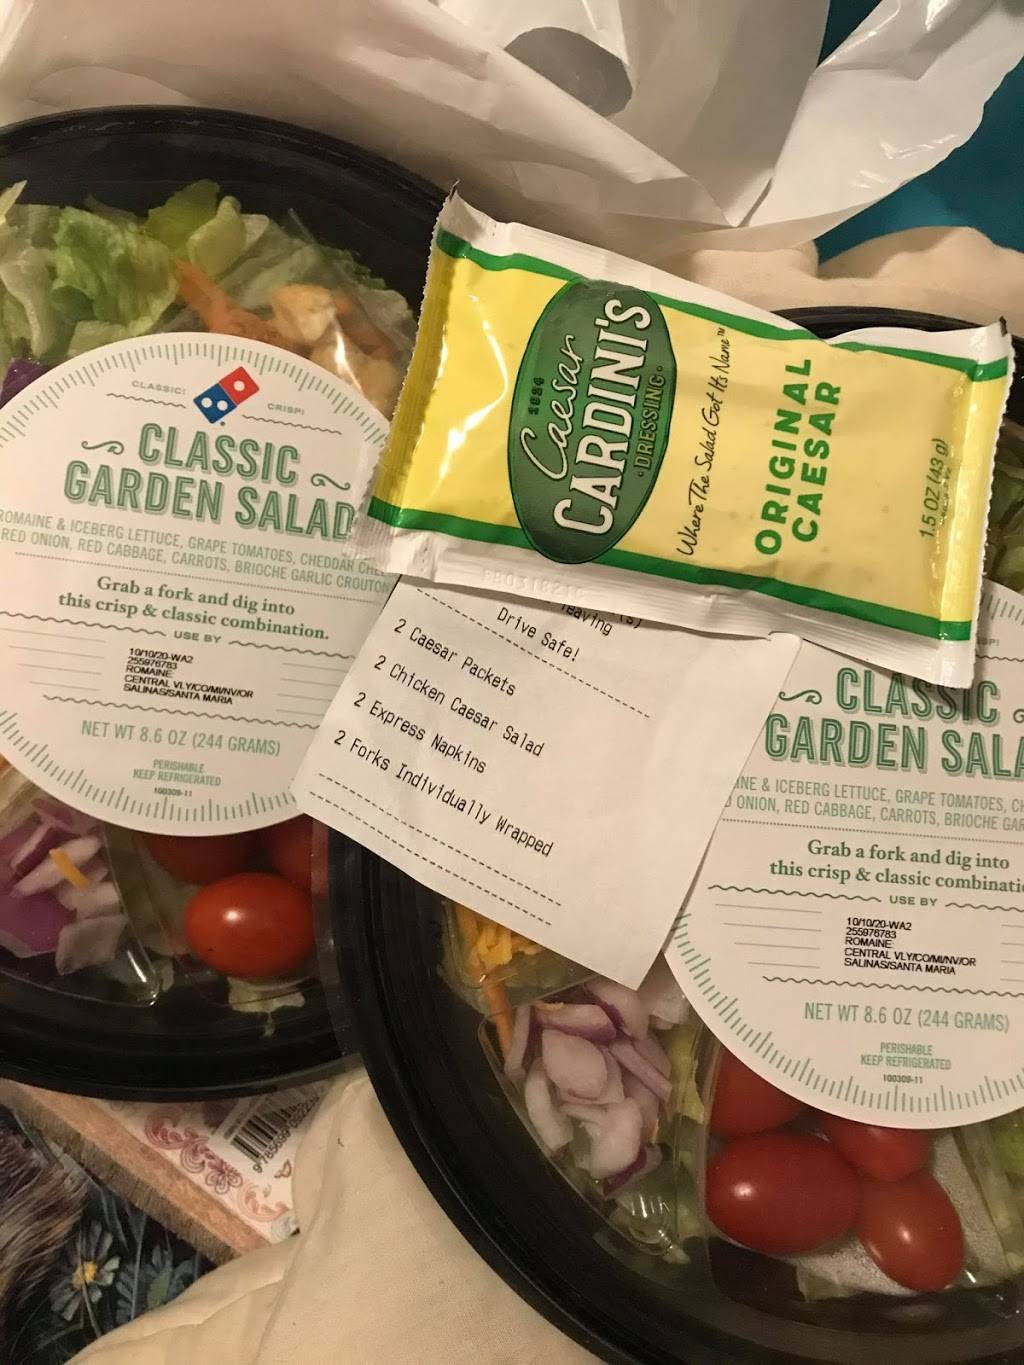 CLASSIC!
CRISP!
CLASSIC
GARDEN SALAD
ROMAINE & ICEBERG LETTUCE, GRAPE TOMATOES, CHEDDAR
RED ONION, RED CABBAGE, CARROTS, BRIOCHE GARLIC CROUTON
Grab a fork and dig into
this crisp & classic combination.
USE BY
10/10/20-WA2
255976783
ROMAINE:
CENTRAL VLY/CO/MI/NV/OR
SALINAS/SANTA MARIA
NET WT 8.6 OZ (244 GRAMS)
PERISHABLE
KEEP REFRIGERATED
100309-11
Caesar
CARDINI'S
·DRESSING·
Where The Salad Got Its Name™
ORIGINAL
CAESAR
1.5 OZ (43 g)
leaving
Drive Safe!
2 Caesar Packets
2 Chicken Caesar Salad
2 Express Napkins
2 Forks Individually Wrapped
CLASSIC
GARDEN SALA
& ICEBERG LETTUCE, GRAPE TOMATOES,
ONION, RED CABBAGE, CARROTS, BRIOCHE
Grab a fork and dig into
this crisp & classic
USE BY
10/10/20-WA2
255976783
ROMAINE:
CENTRAL VLY/CO/MI/NV/OR
SALINAS/SANTA MARIA
NET WT 8.6 OZ (244 GRAMS)
PERISHABLE
KEEP REFRIGERATED
100309-11